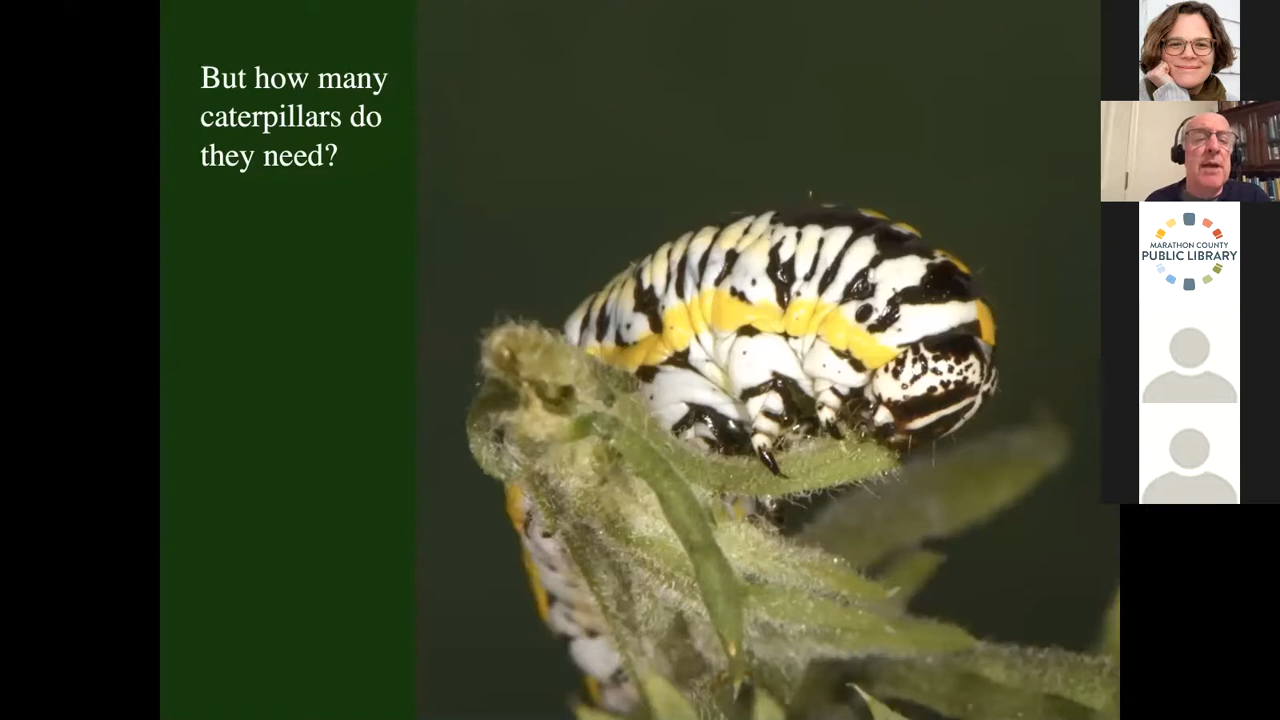 But how many
caterpillars do
they need?
MARATHON COUNTY
PUBLIC LIBRARY